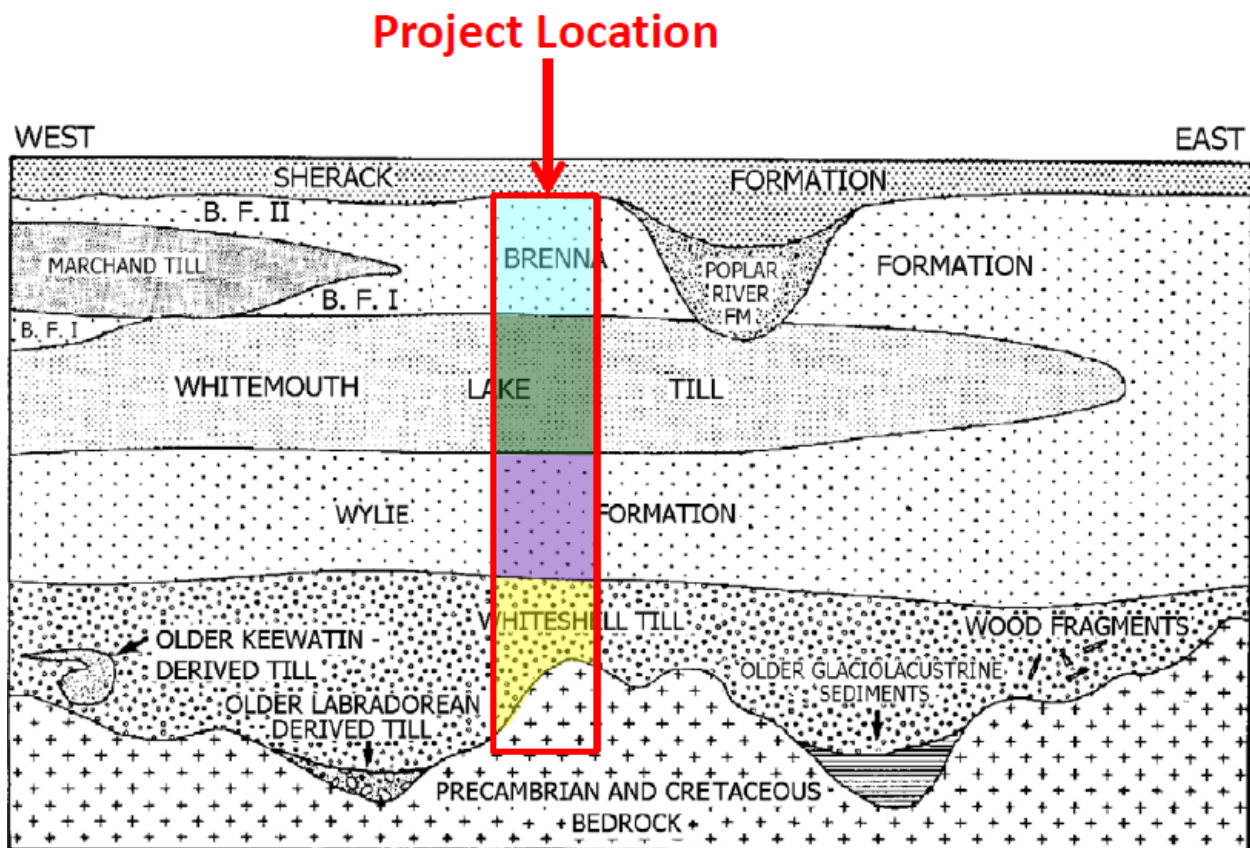 Project Location
WEST
EAST
SHERACK FORMATION
B. F. II
MARCHAND TILL
BRENNA FORMATION
B. F. I
POPLAR
RIVER
FM
B. F. I
WHITEMOUTH LAKE TILL
WYLIE FORMATION
WHITESHELL TILL
OLDER KEEWATIN -
DERIVED TILL
WOOD FRAGMENTS
OLDER GLACIOLACUSTRINE
SEDIMENTS
OLDER LABRADOREAN
DERIVED TILL
PRECAMBRIAN AND CRETACEOUS
BEDROCK